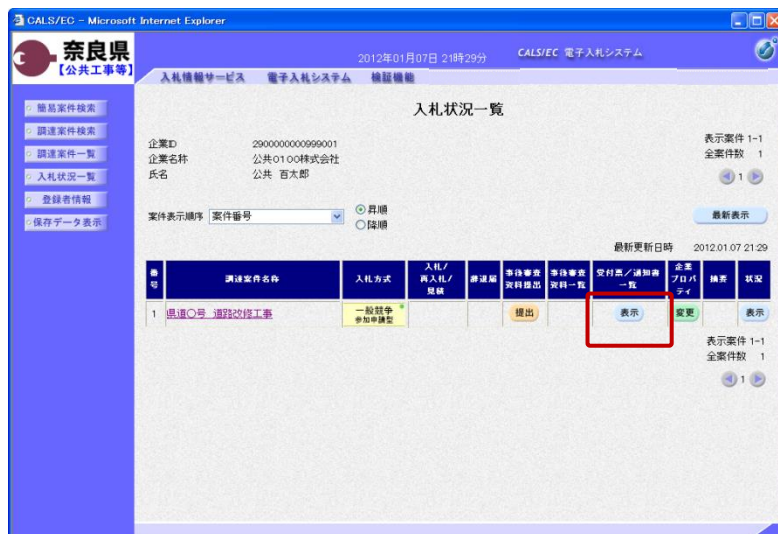 CALS/EC - Microsoft Internet Explorer
奈良県
【公共工事等】
2012年01月07日 21時29分
CALS/EC 電子入札システム
入札情報サービス 電子入札システム 検証機能
簡易案件検索
調達案件検索
調達案件一覧
入札状況一覧
登録者情報
保存データ表示
入札状況一覧
企業ID 2900000000999001
企業名称 公共0100株式会社
氏名 公共 百太郎
表示案件 1-1
全案件数 1
1
案件表示順序 案件番号
昇順
降順
最新表示
最新更新日時 2012.01.07 21:29
番号 調達案件名称 入札方式 入札/再入札/見積 辞退届 事後審査資料提出 事後審査資料一覧 受付票/通知書一覧 企業プロパティ 摘要 状況
1 県道○号 道路改修工事 一般競争 参加申請型 提出 表示 変更 表示
表示案件 1-1
全案件数 1
1